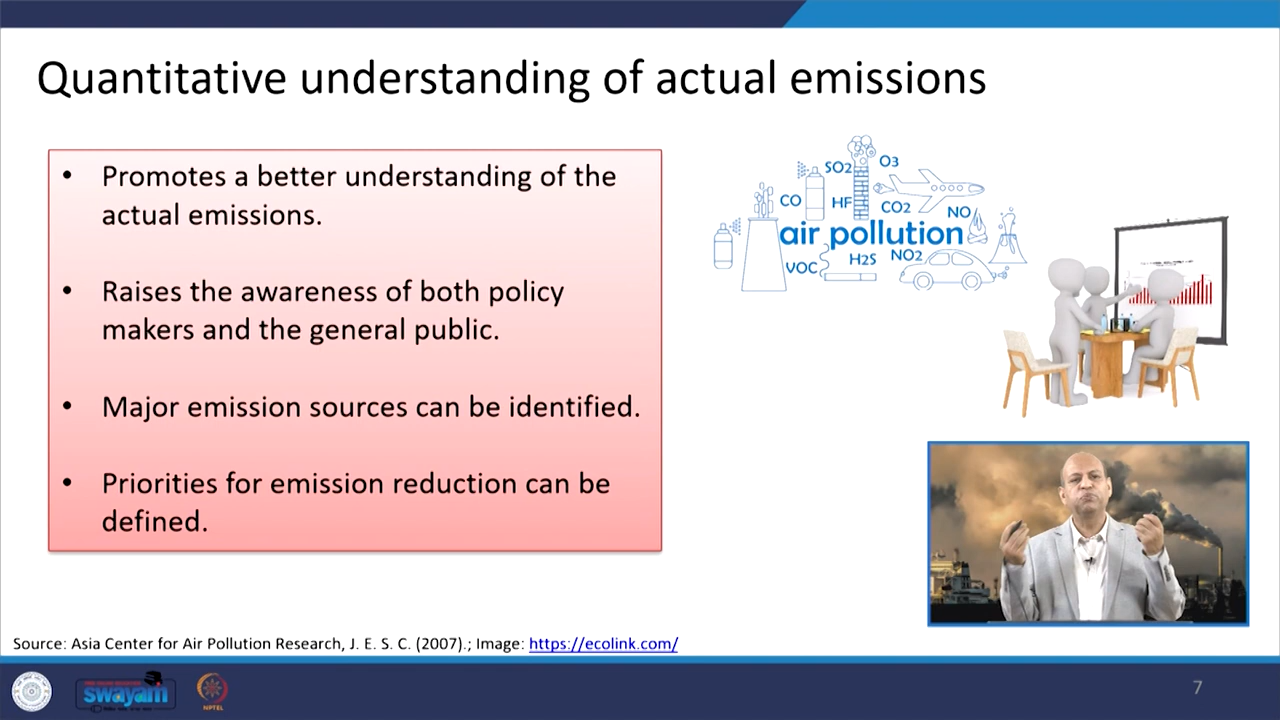 Quantitative understanding of actual emissions
• Promotes a better understanding of the
actual emissions.
• Raises the awareness of both policy
makers and the general public.
• Major emission sources can be identified.
• Priorities for emission reduction can be
defined.
SO2
O3
CO
HF
CO2
NO
air pollution
VOC
H2S
NO2
Source: Asia Center for Air Pollution Research, J. E. S. C. (2007).; Image: https://ecolink.com/
swayam
NPTEL
7